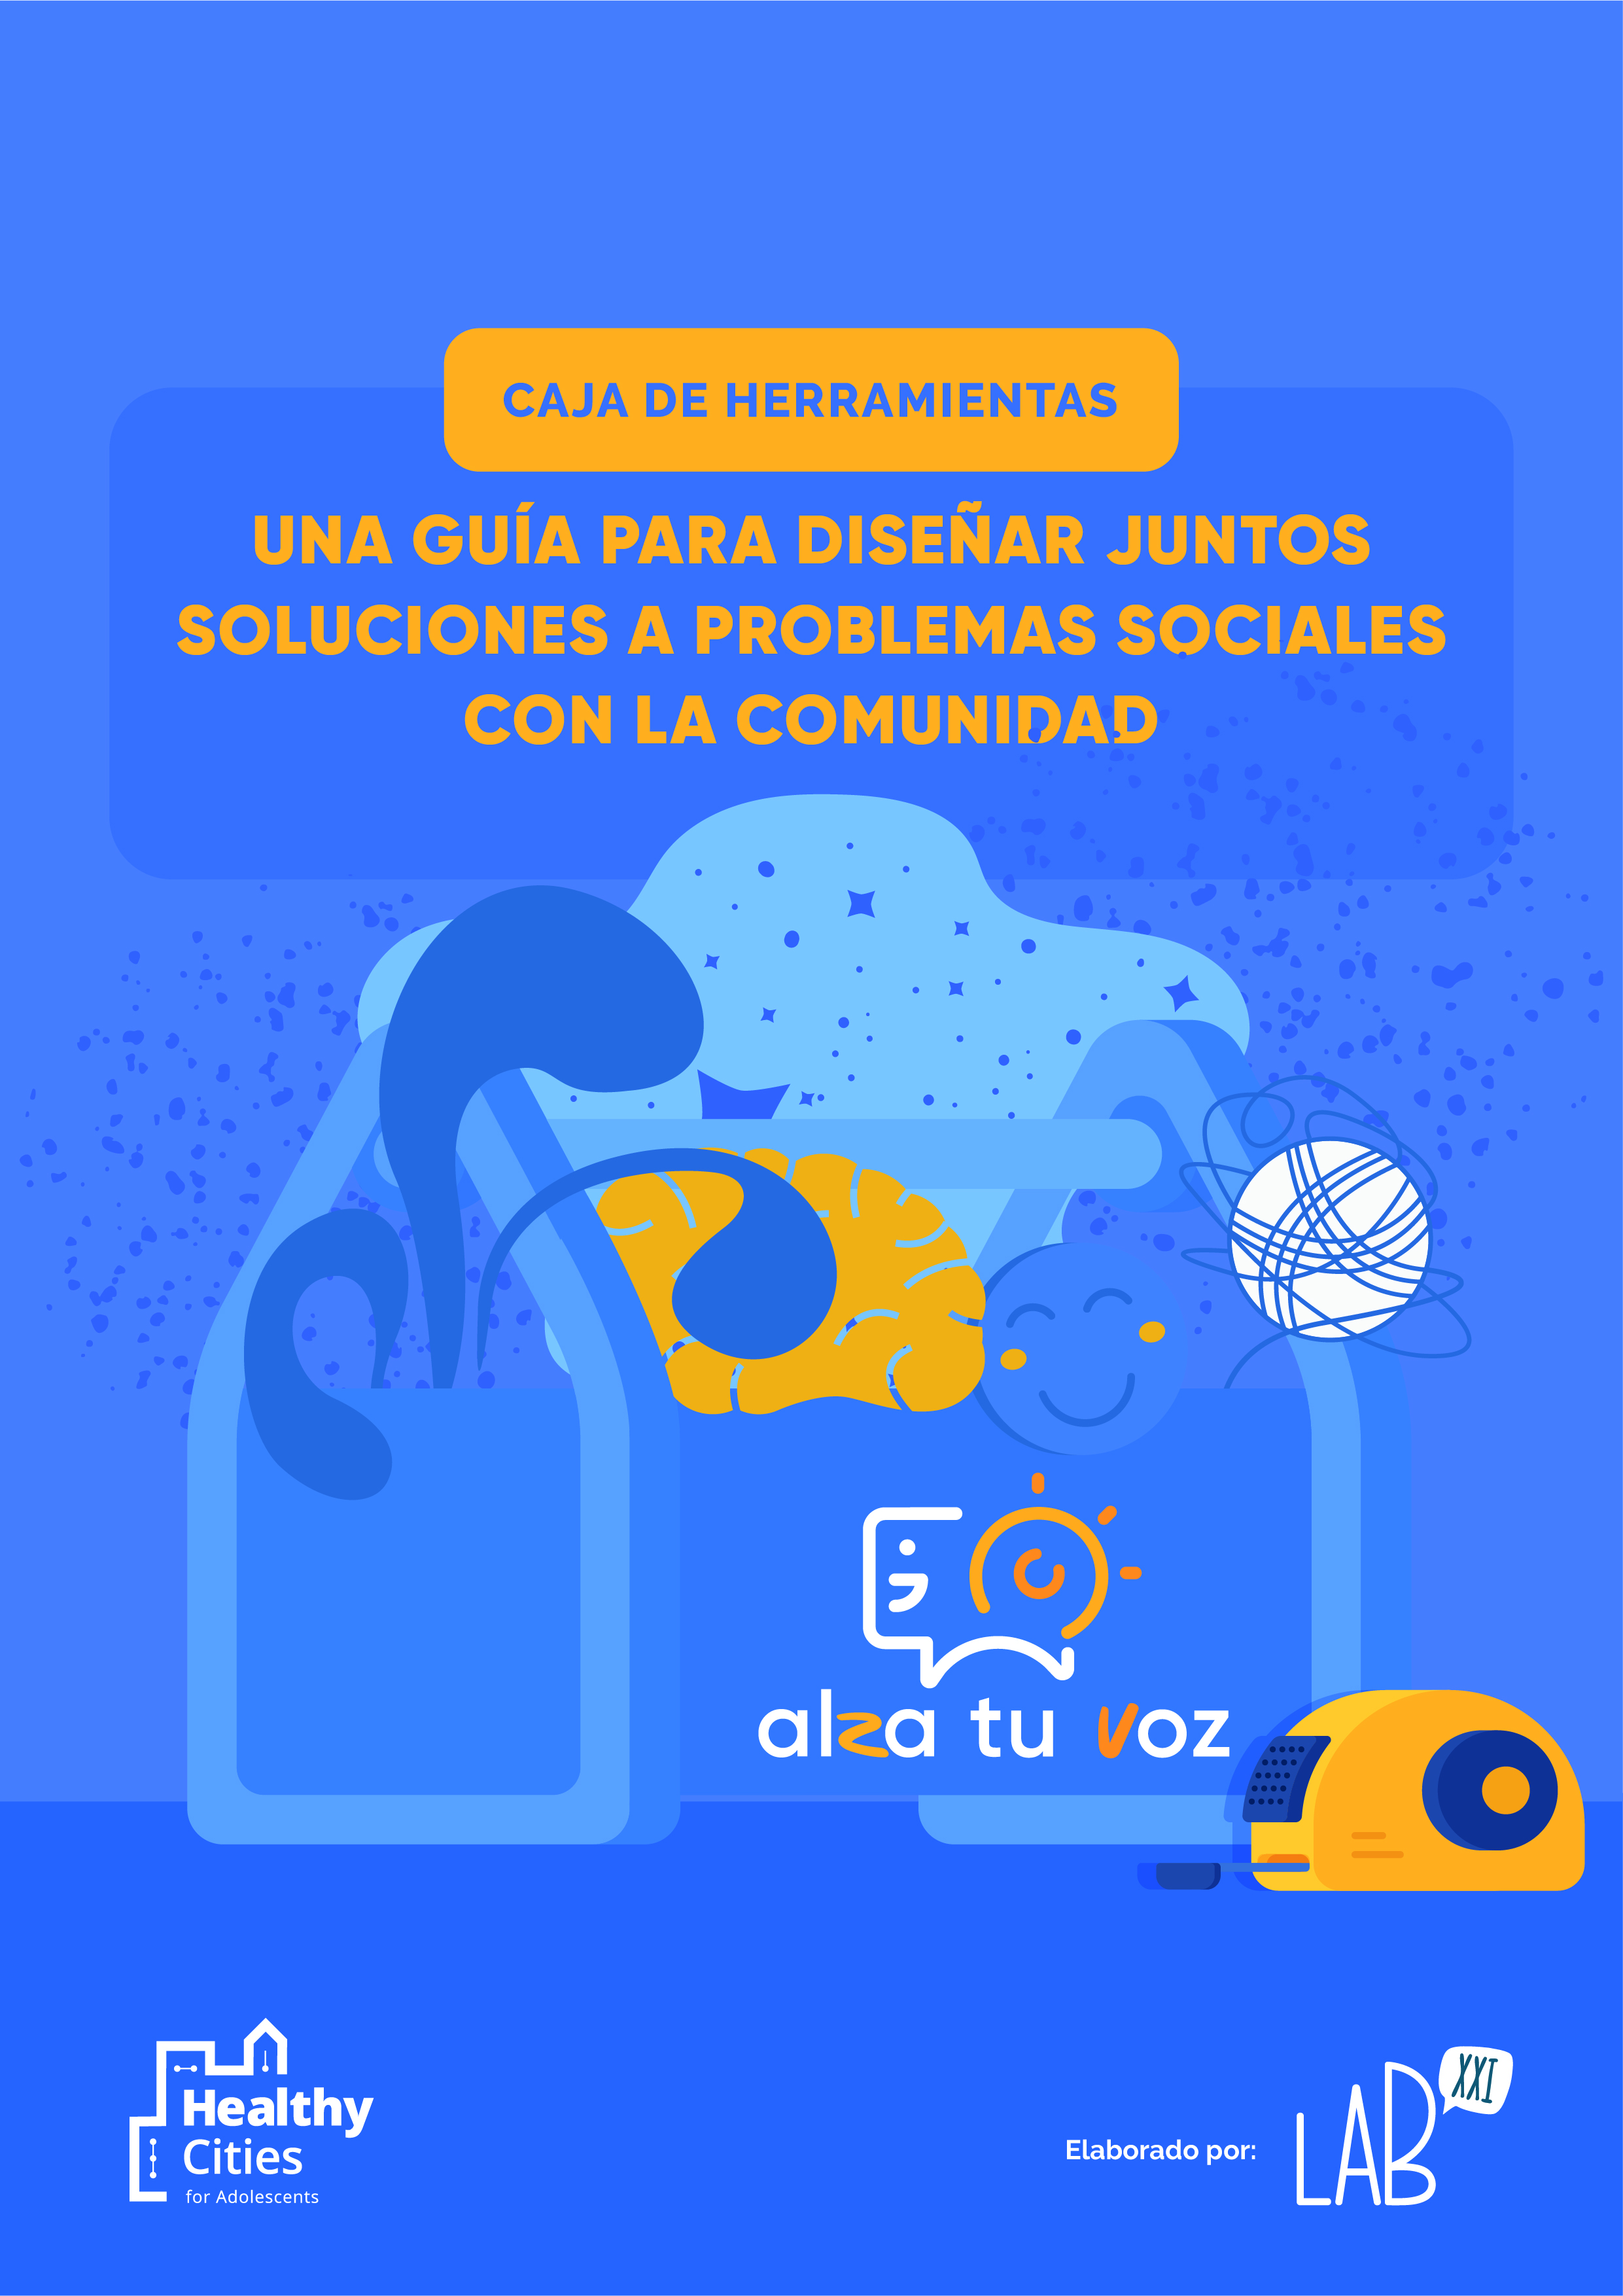 CAJA DE HERRAMIENTAS
UNA GUÍA PARA DISEÑAR JUNTOS
SOLUCIONES A PROBLEMAS SOCIALES
CON LA COMUNIDAD
alza tu voz
Healthy
Cities
for Adolescents
Elaborado por:
LAB XXI